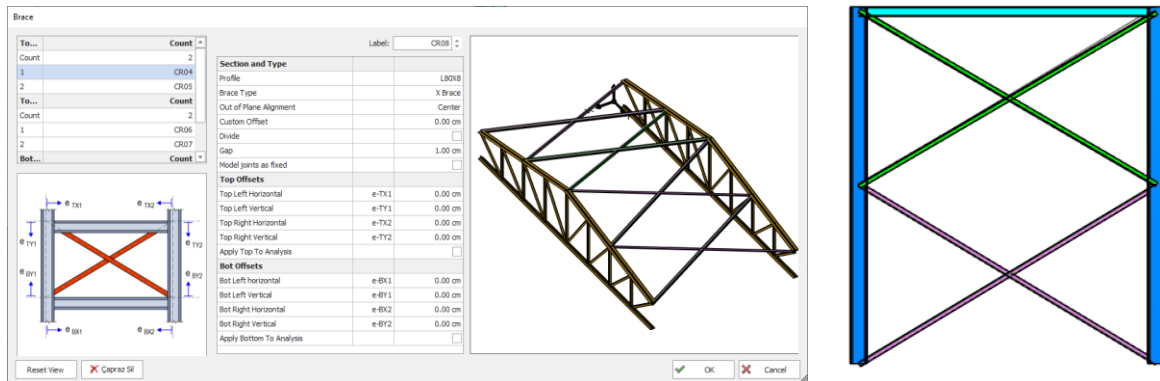 Brace
To... Count
Count 2
1 CR04
2 CR05
To... Count
Count 2
1 CR06
2 CR07
Bot... Count
e TX1 e TX2
e TY1 e TY2
e BY1 e BY2
e BX1 e BX2
Label: CR08
Section and Type
Profile L80X8
Brace Type X Brace
Out of Plane Alignment Center
Custom Offset 0.00 cm
Divide
Gap 1.00 cm
Model joints as fixed
Top Offsets
Top Left Horizontal e-TX1 0.00 cm
Top Left Vertical e-TY1 0.00 cm
Top Right Horizontal e-TX2 0.00 cm
Top Right Vertical e-TY2 0.00 cm
Apply Top To Analysis
Bot Offsets
Bot Left horizontal e-BX1 0.00 cm
Bot Left Vertical e-BY1 0.00 cm
Bot Right Horizontal e-BX2 0.00 cm
Bot Right Vertical e-BY2 0.00 cm
Apply Bottom To Analysis
Reset View Çapraz Sil OK Cancel